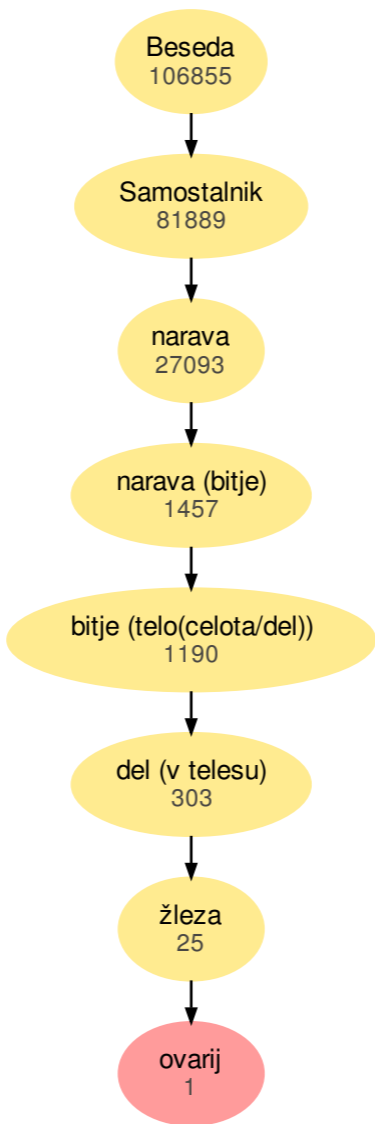 Beseda
106855
Samostalnik
81889
narava
27093
narava (bitje)
1457
bitje (telo(celota/del))
1190
del (v telesu)
303
žleza
25
ovarij
1